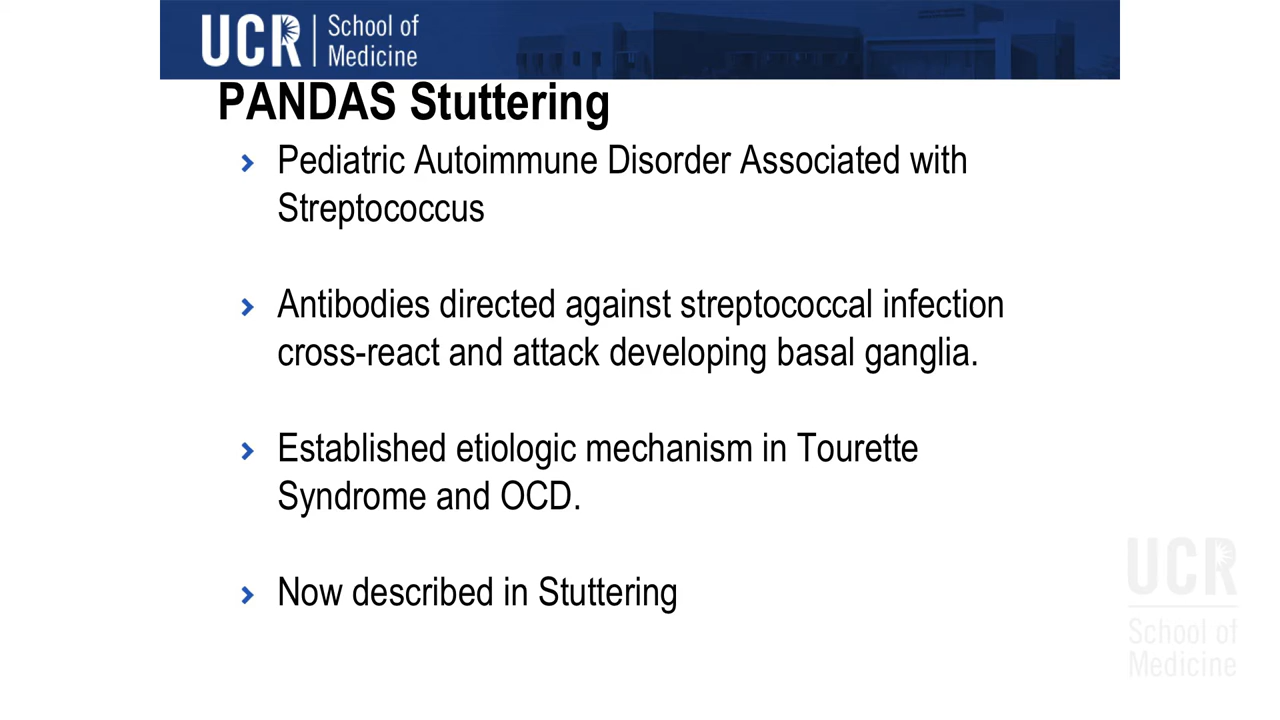 UCR School of Medicine
PANDAS Stuttering
Pediatric Autoimmune Disorder Associated with
Streptococcus
Antibodies directed against streptococcal infection
cross-react and attack developing basal ganglia.
Established etiologic mechanism in Tourette
Syndrome and OCD.
Now described in Stuttering
UCR
School of
Medicine